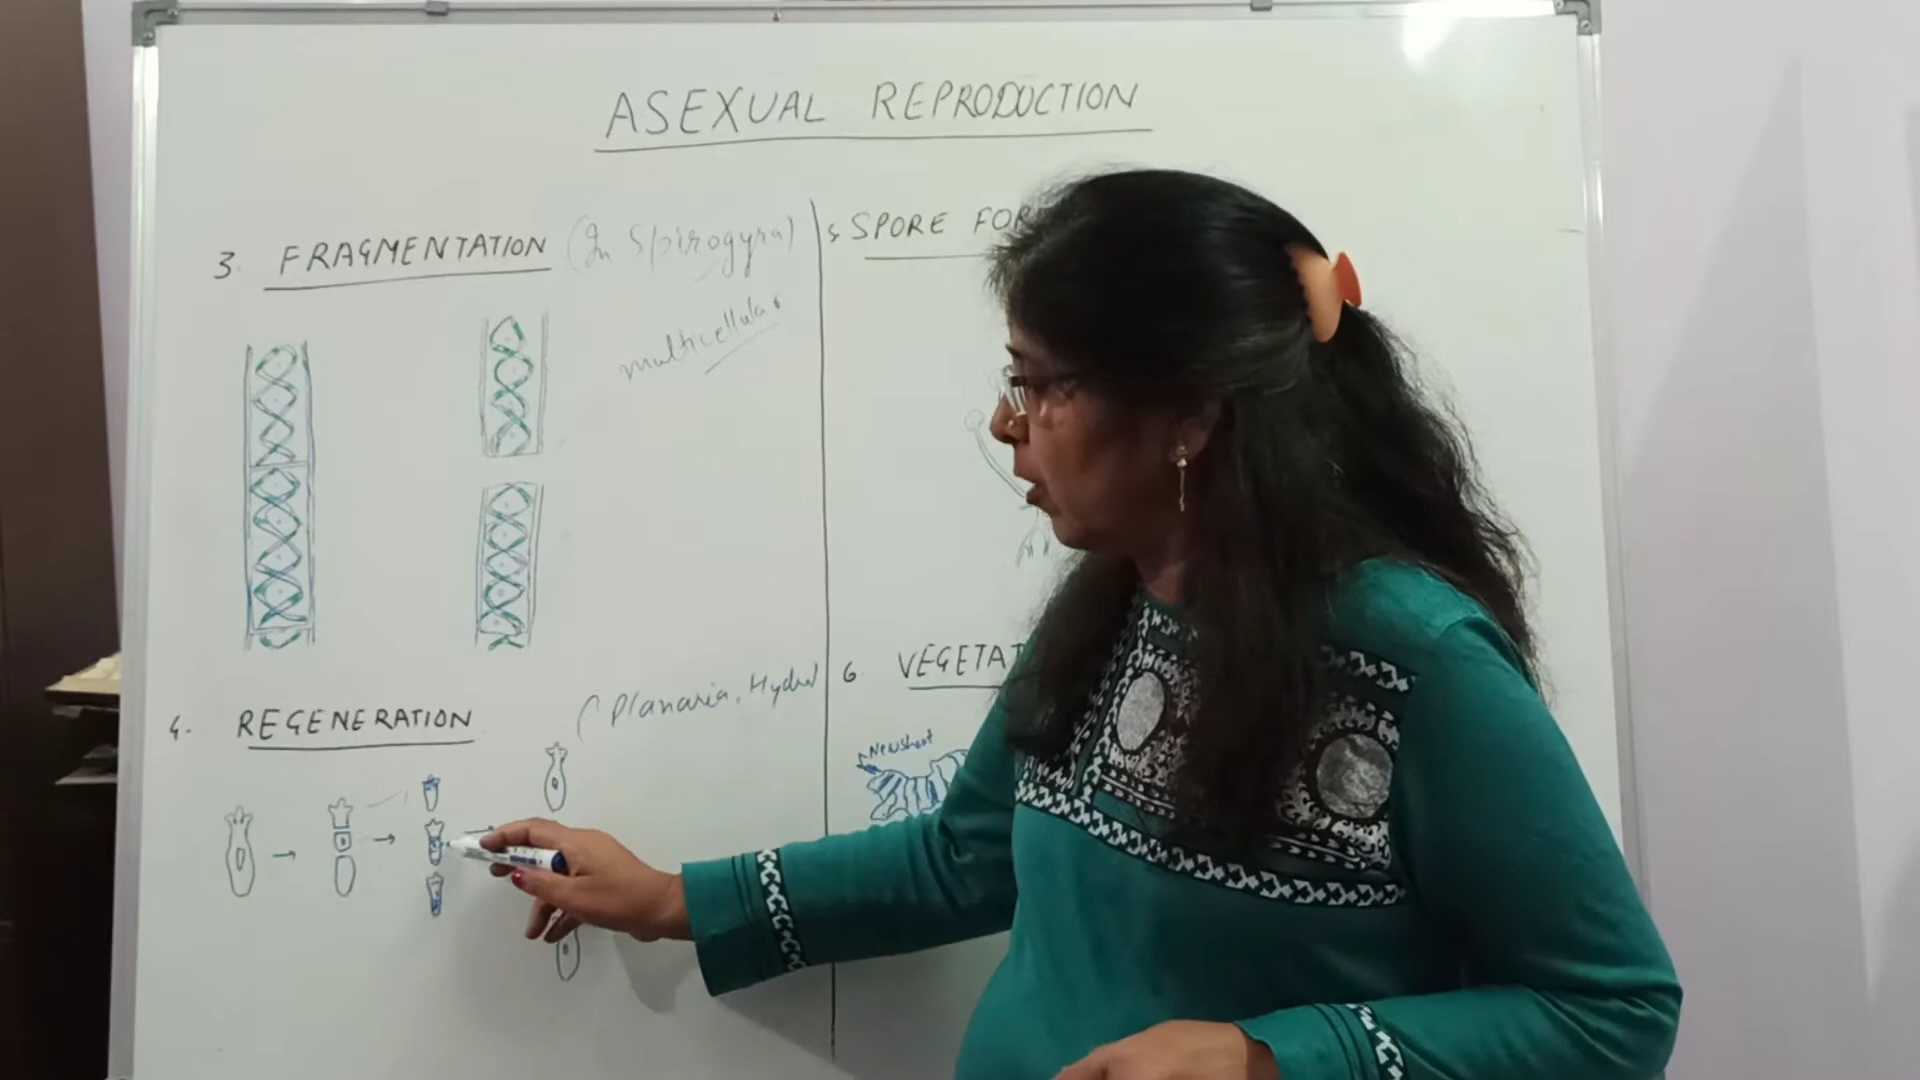 ASEXUAL REPRODUCTION
3. FRAGMENTATION (In Spirogyra)
multicellular
4. REGENERATION
(Planaria, Hydra)
5 SPORE FOR
6. VEGETAT
New shoot